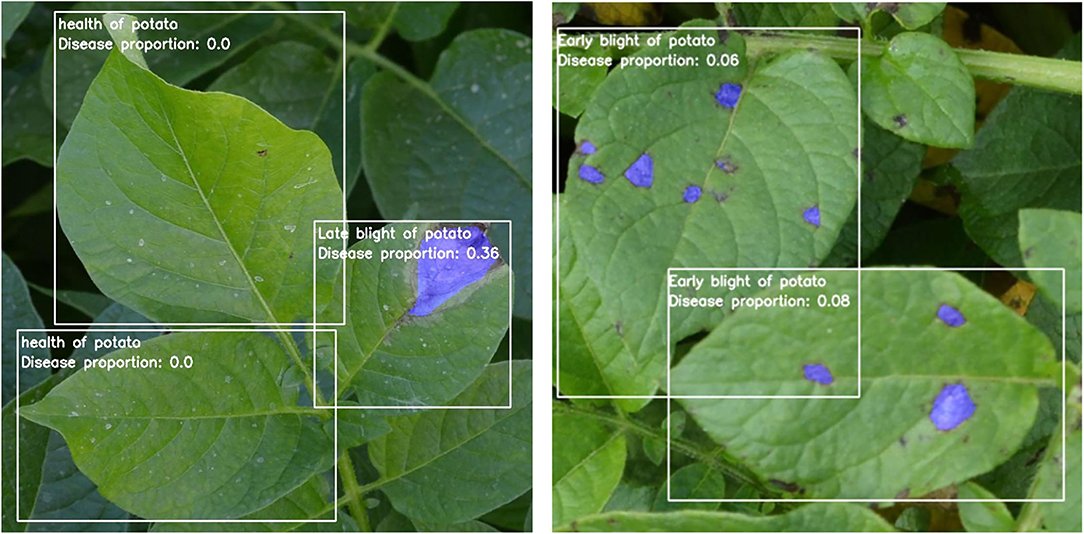 health of potato
Disease proportion: 0.0
Late blight of potato
Disease proportion: 0.36
health of potato
Disease proportion: 0.0
Early blight of potato
Disease proportion: 0.06
Early blight of potato
Disease proportion: 0.08